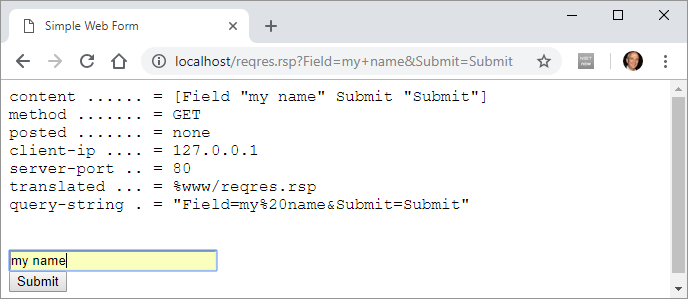 Simple Web Form
localhost/reqres.rsp?Field=my+name&Submit=Submit
content ...... = [Field "my name" Submit "Submit"]
method ....... = GET
posted ....... = none
client-ip .... = 127.0.0.1
server-port .. = 80
translated ... = %www/reqres.rsp
query-string . = "Field=my%20name&Submit=Submit"
my name
Submit